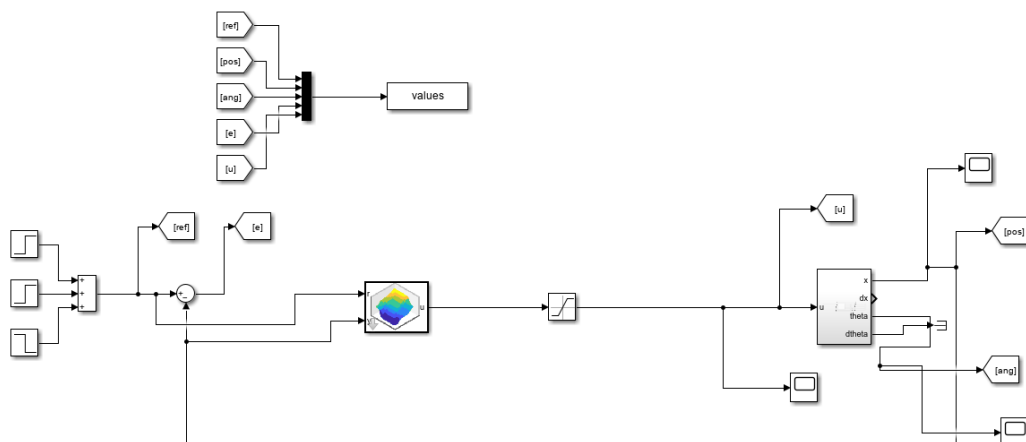 [ref]
[pos]
[ang]
[e]
[u]
values
[ref]
[e]
[u]
[pos]
+
+
+
+
-
r
y
u
u
x
dx
theta
dtheta
[ang]